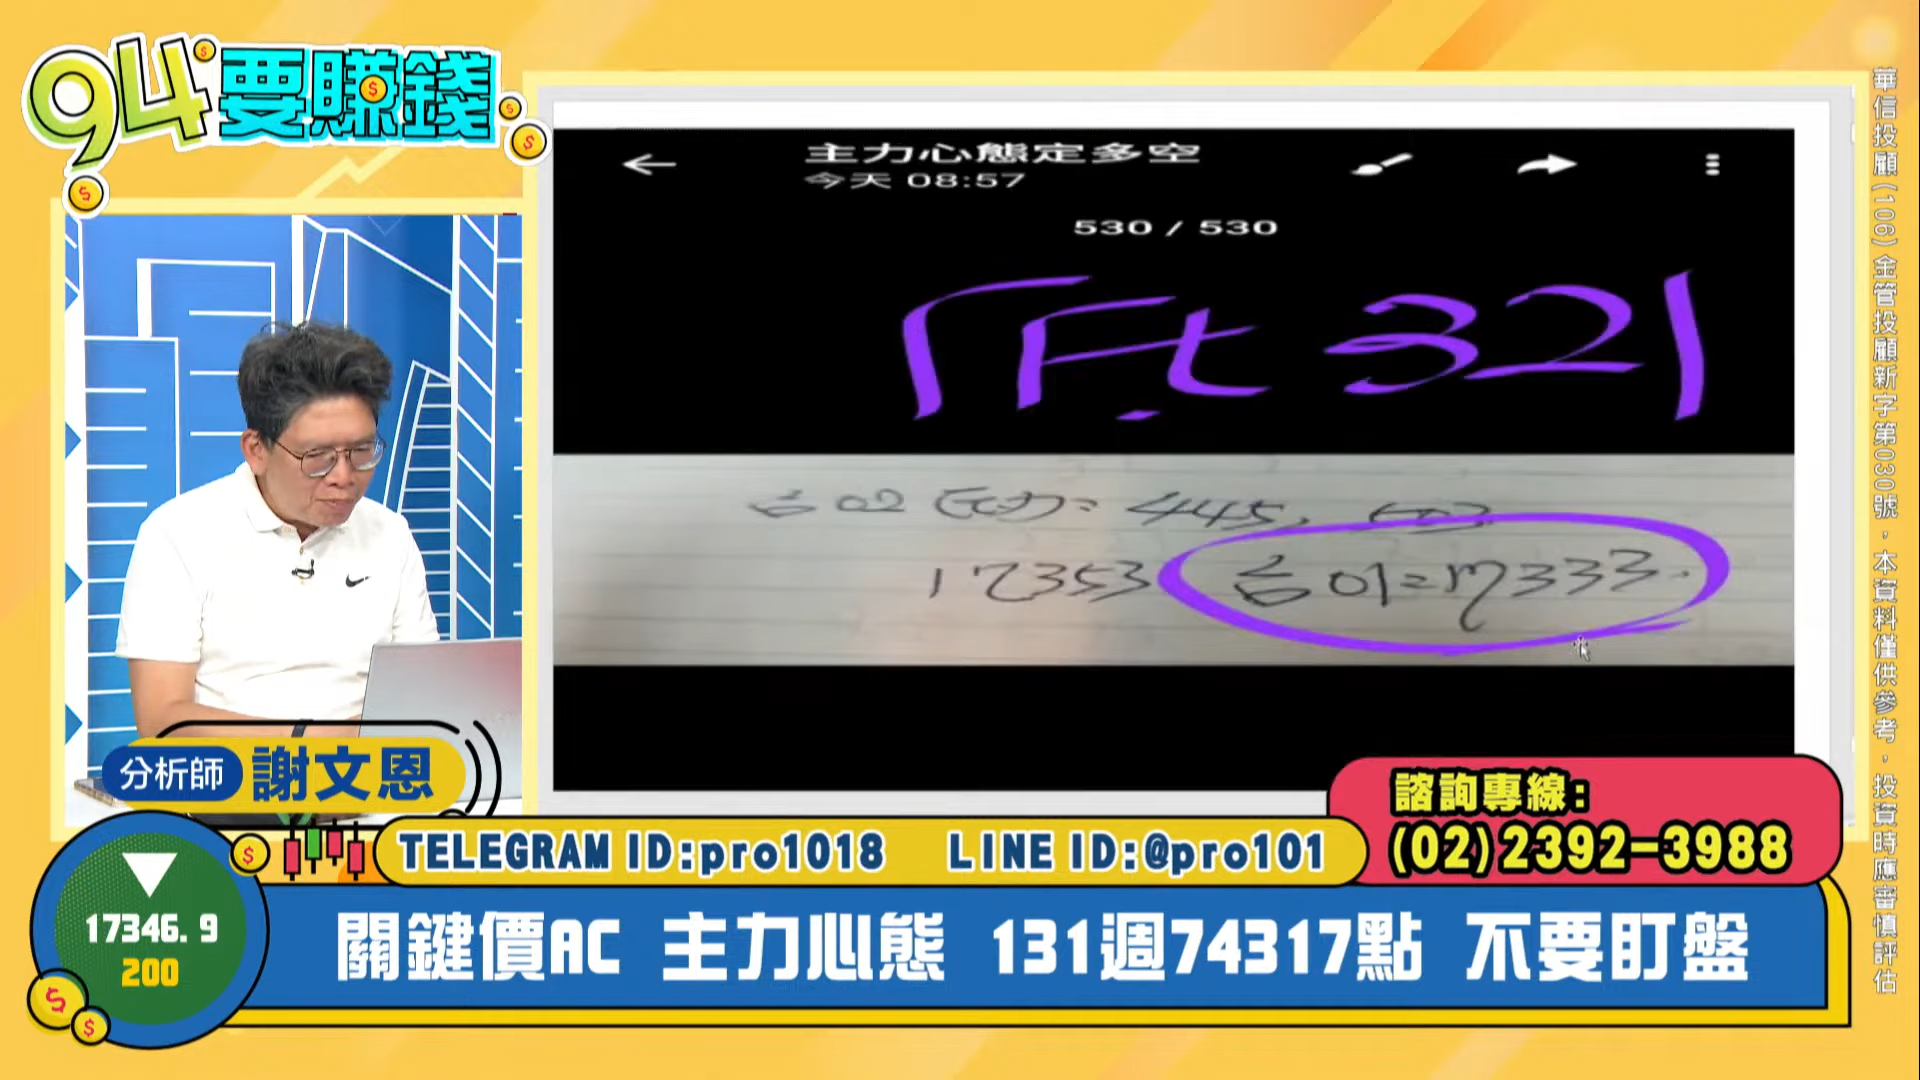 94要賺錢
主力心態定多空
今天 08:57
530 / 530
Ft 32
台02
445,
17353
台01=17333
分析師 謝文恩
TELEGRAM ID:pro1018 LINE ID:@pro101
諮詢專線:
(02)2392-3988
17346.9
200
關鍵價AC 主力心態 131週74317點 不要盯盤
華信投顧(106)金管投顧新字第030號，本資料僅供參考，投資時應審慎評估